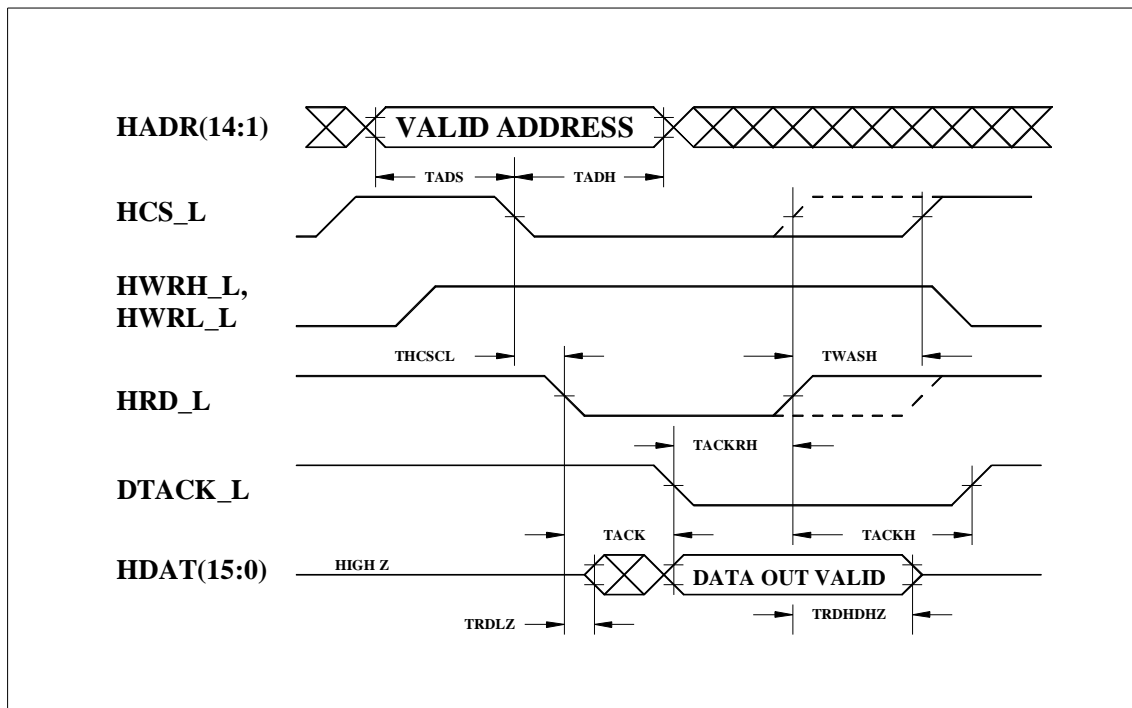 HADR(14:1)
VALID ADDRESS
TADS
TADH
HCS_L
HWRH_L,
HWRL_L
THCSCL
TWASH
HRD_L
TACKRH
DTACK_L
TACK
TACKH
HDAT(15:0)
HIGH Z
DATA OUT VALID
TRDLZ
TRDHDHZ